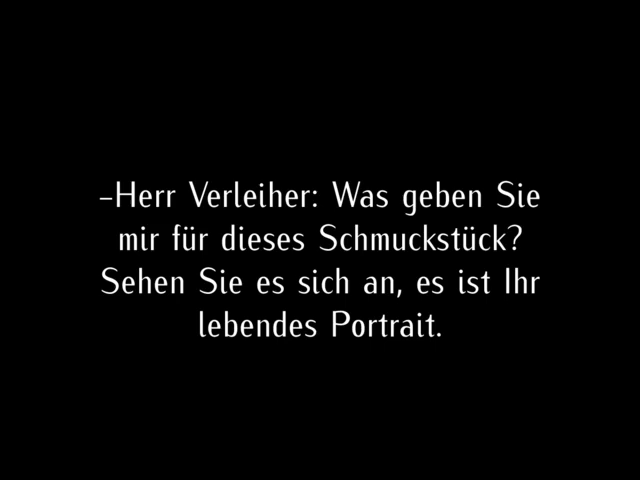 –Herr Verleiher: Was geben Sie
mir für dieses Schmuckstück?
Sehen Sie es sich an, es ist Ihr
lebendes Portrait.